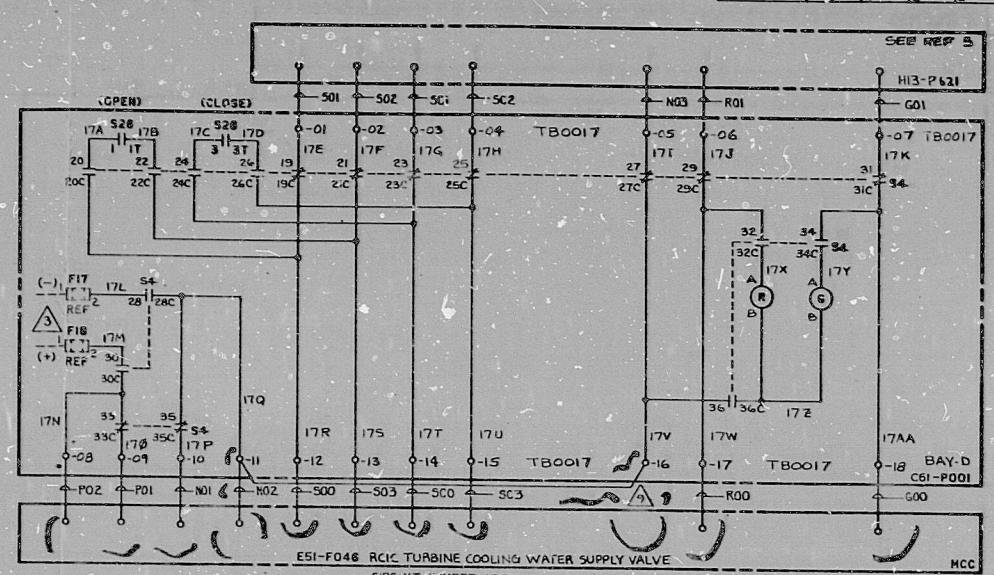 SEE REF 3
H13-P621
S01 S02 SC1 SC2 N03 R01 G01
(OPEN) (CLOSE)
17A S28 17B 17C S28 17D
1 1T 3 3T
-01 -02 -03 -04 TB0017 -05 -06 -07 TB0017
17E 17F 17G 17H 17I 17J 17K
20 22 24 26 19 21 23 25 27 29 31
20C 22C 24C 26C 19C 21C 23C 25C 27C 29C 31C S4
32 34 S4
32C 34C
17X 17Y
A A
R G
B B
(-) 1 F17 2 17L S4
REF 28 28C
3
(+) 1 F18 2 17M
REF 30
30C
36 36C 17Z
17N 33 35 S4 17Q
33C 35C
17Ø 17P 17R 17S 17T 17U 17V 17W 17AA
-08 -09 -10 -11 -12 -13 -14 -15 TB0017 -16 -17 TB0017 -18 BAY-D
C61-P001
P02 P01 N01 N02 S00 S03 SC0 SC3 9 R00 G00
E51-F046 RCIC TURBINE COOLING WATER SUPPLY VALVE
MCC